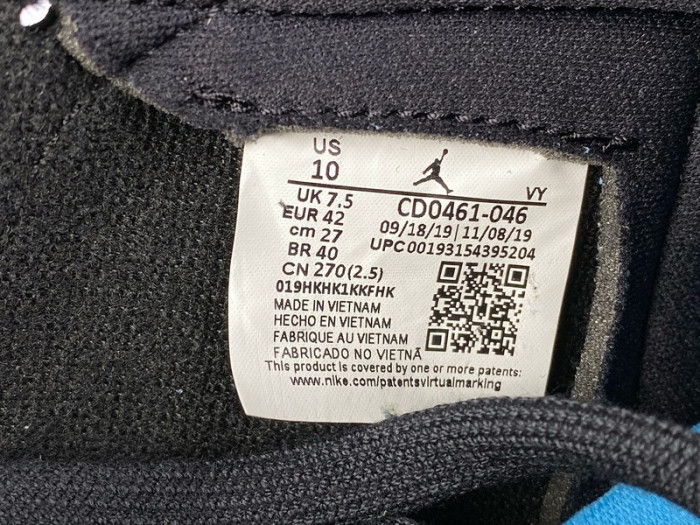 US
10
VY
UK 7.5
EUR 42
cm 27
BR 40
CN 270(2.5)
CD0461-046
09/18/19|11/08/19
UPC00193154395204
019HKHK1KKFHK
MADE IN VIETNAM
HECHO EN VIETNAM
FABRIQUE AU VIETNAM
FABRICADO NO VIETNÃ
This product is covered by one or more patents:
www.nike.com/patentsvirtualmarking